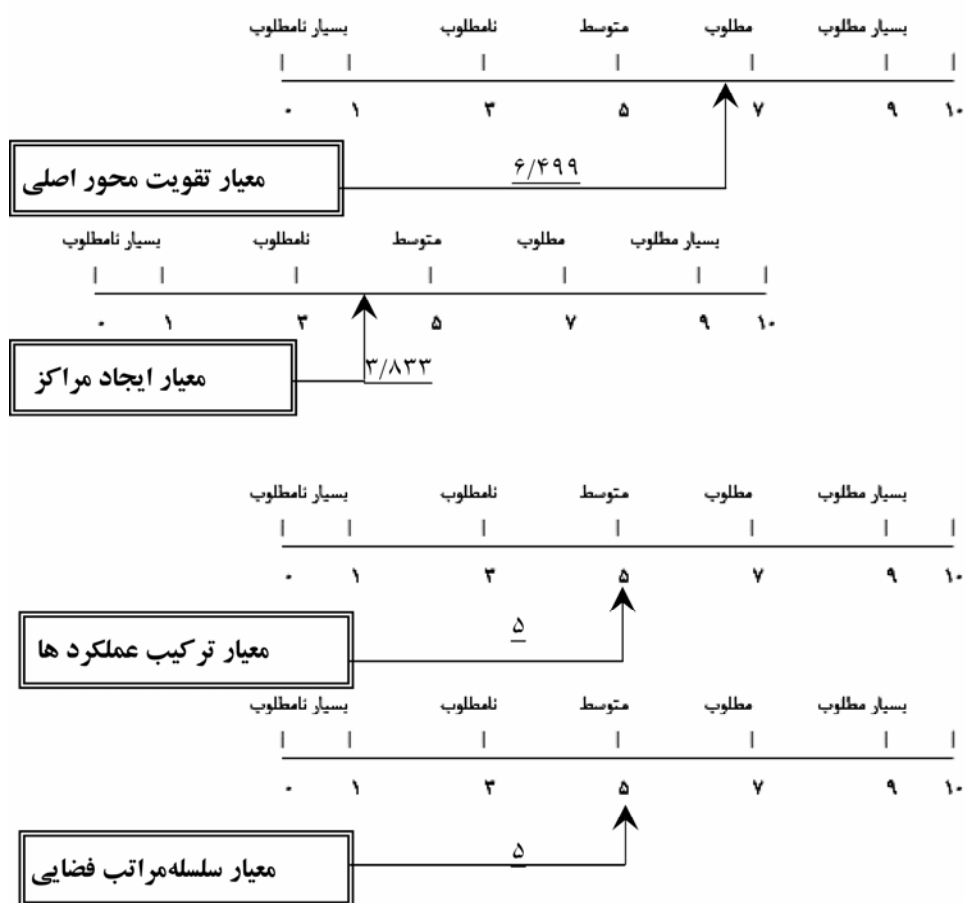 بسیار مطلوب مطلوب متوسط نامطلوب بسیار نامطلوب
۰ ۱ ۳ ۵ ۷ ۹ ۱۰
معیار تقویت محور اصلی
۶/۴۹۹
بسیار مطلوب مطلوب متوسط نامطلوب بسیار نامطلوب
۰ ۱ ۳ ۵ ۷ ۹ ۱۰
معیار ایجاد مراکز
۳/۸۳۳
بسیار مطلوب مطلوب متوسط نامطلوب بسیار نامطلوب
۰ ۱ ۳ ۵ ۷ ۹ ۱۰
معیار ترکیب عملکرد ها
۵
بسیار مطلوب مطلوب متوسط نامطلوب بسیار نامطلوب
۰ ۱ ۳ ۵ ۷ ۹ ۱۰
معیار سلسله‌مراتب فضایی
۵